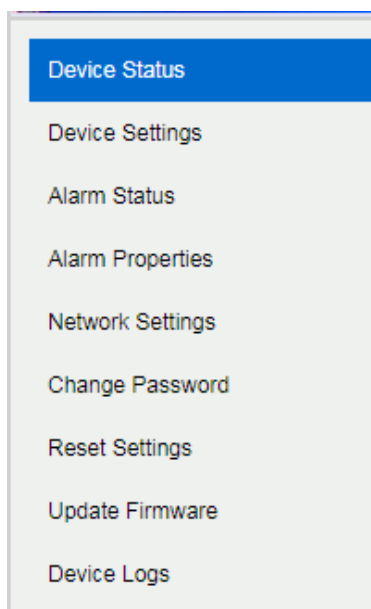 Device Status
Device Settings
Alarm Status
Alarm Properties
Network Settings
Change Password
Reset Settings
Update Firmware
Device Logs